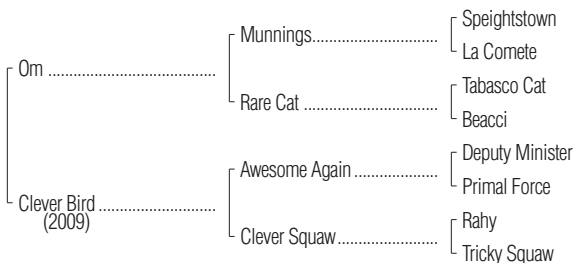 Speightstown
Munnings
La Comete
Om
Tabasco Cat
Rare Cat
Beacci
Deputy Minister
Awesome Again
Primal Force
Clever Bird
(2009)
Rahy
Clever Squaw
Tricky Squaw